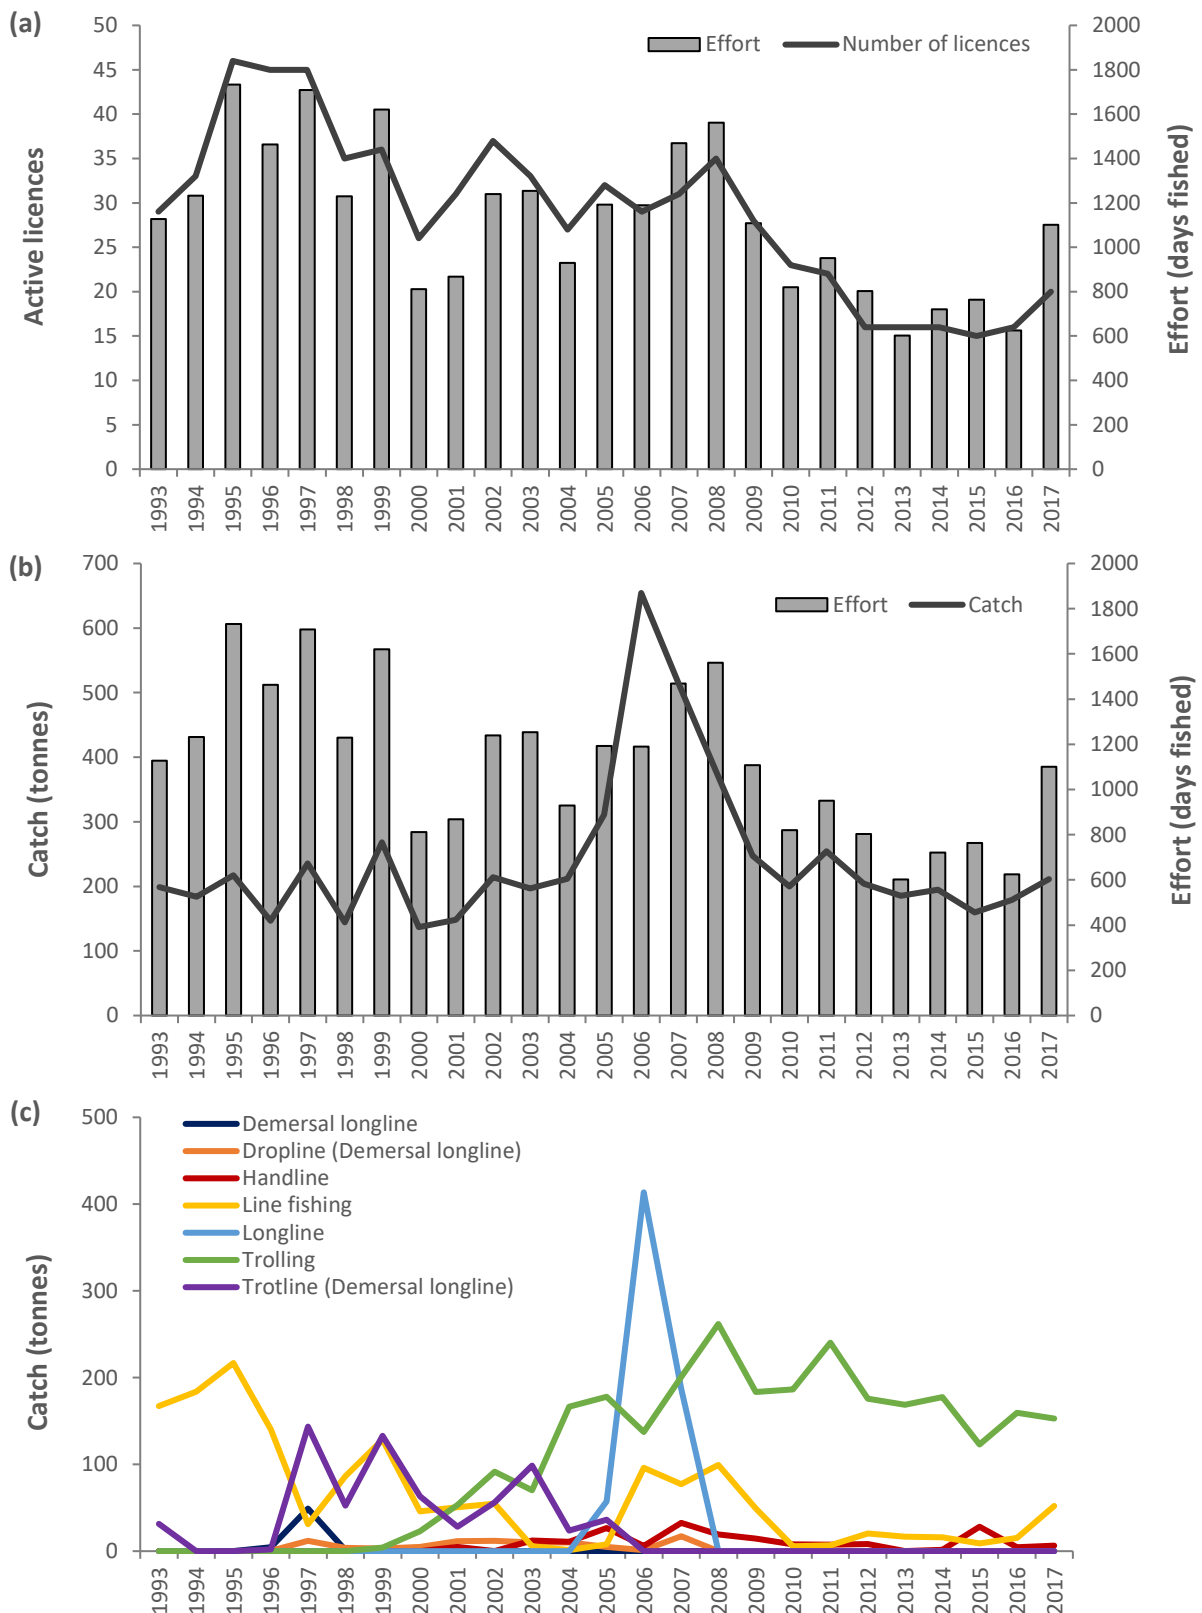 (a)
Effort
Number of licences
Active licences
50
45
40
35
30
25
20
15
10
5
0
2000
1800
1600
1400
1200
1000
800
600
400
200
0
Effort (days fished)
1993 1994 1995 1996 1997 1998 1999 2000 2001 2002 2003 2004 2005 2006 2007 2008 2009 2010 2011 2012 2013 2014 2015 2016 2017
(b)
Effort
Catch
Catch (tonnes)
700
600
500
400
300
200
100
0
2000
1800
1600
1400
1200
1000
800
600
400
200
0
Effort (days fished)
1993 1994 1995 1996 1997 1998 1999 2000 2001 2002 2003 2004 2005 2006 2007 2008 2009 2010 2011 2012 2013 2014 2015 2016 2017
(c)
Demersal longline
Dropline (Demersal longline)
Handline
Line fishing
Longline
Trolling
Trotline (Demersal longline)
Catch (tonnes)
500
400
300
200
100
0
1993 1994 1995 1996 1997 1998 1999 2000 2001 2002 2003 2004 2005 2006 2007 2008 2009 2010 2011 2012 2013 2014 2015 2016 2017